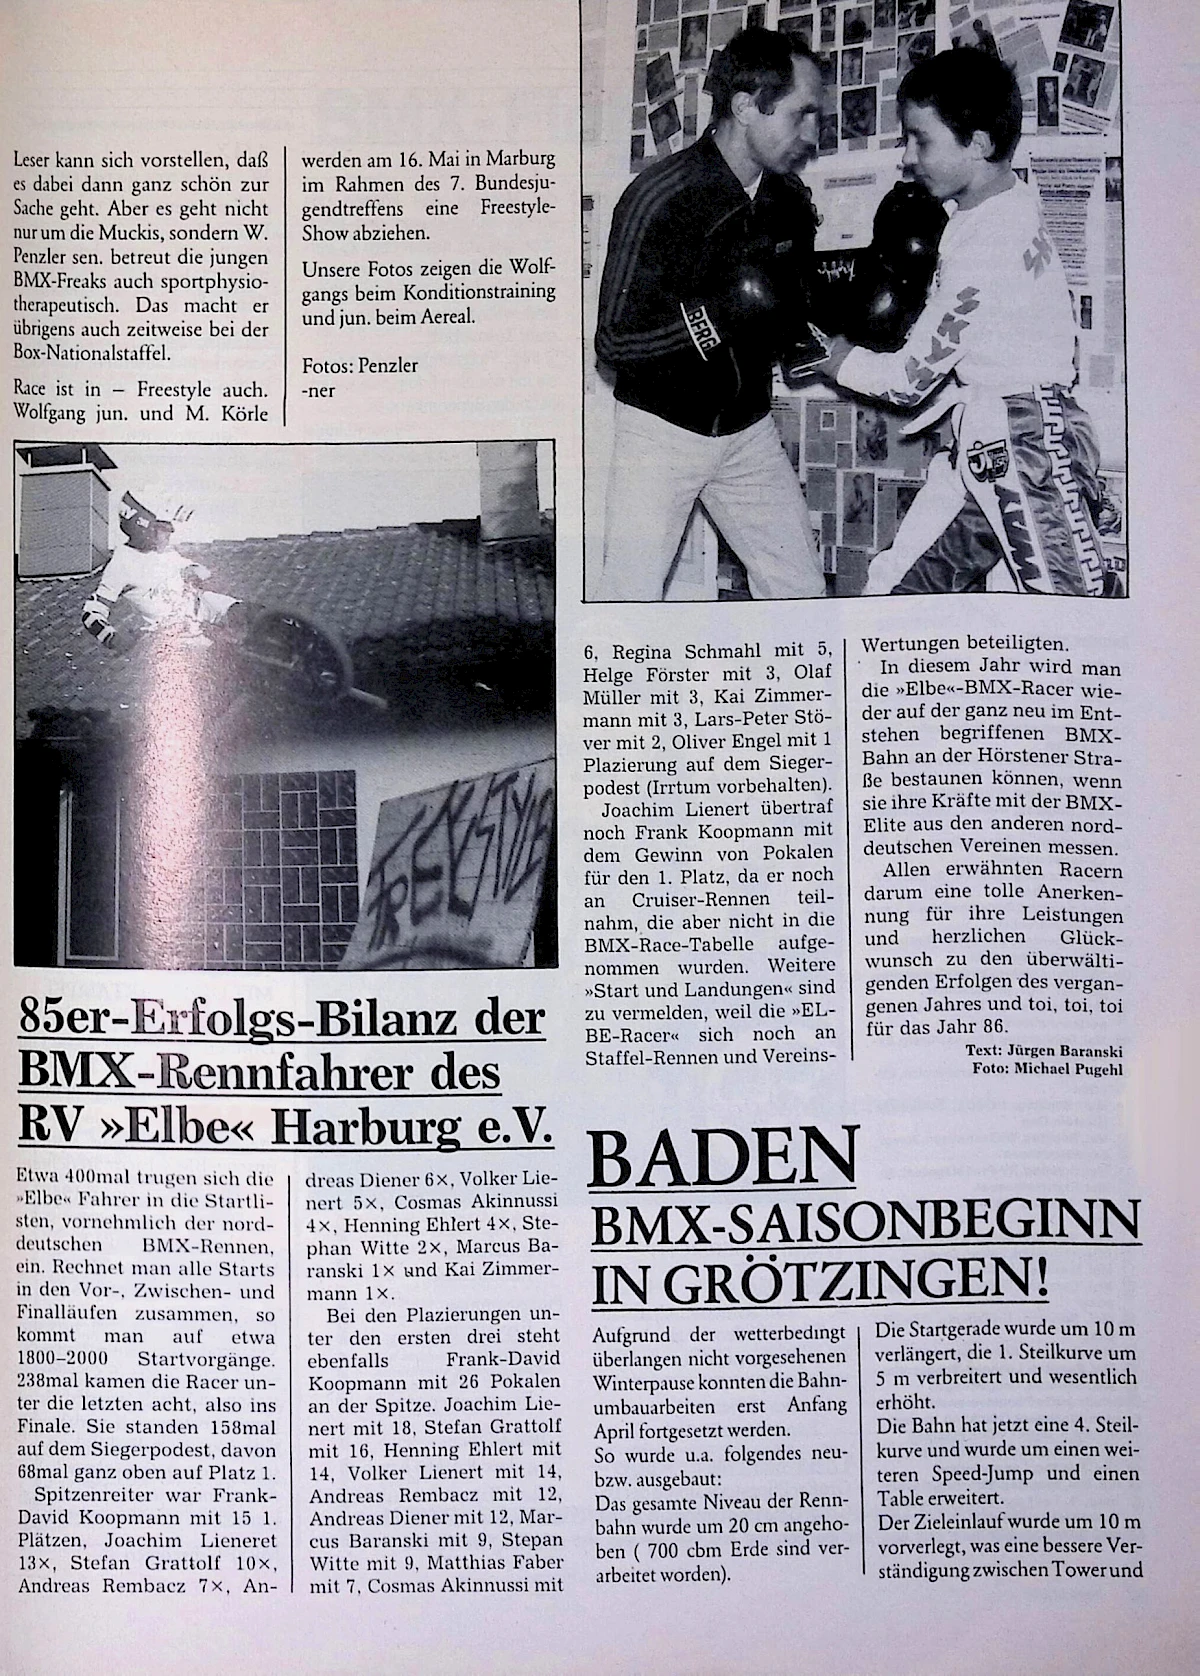 Leser kann sich vorstellen, daß
es dabei dann ganz schön zur
Sache geht. Aber es geht nicht
nur um die Muckis, sondern W.
Penzler sen. betreut die jungen
BMX-Freaks auch sportphysio-
therapeutisch. Das macht er
übrigens auch zeitweise bei der
Box-Nationalstaffel.
Race ist in – Freestyle auch.
Wolfgang jun. und M. Körle
werden am 16. Mai in Marburg
im Rahmen des 7. Bundesju-
gendtreffens eine Freestyle-
Show abziehen.
Unsere Fotos zeigen die Wolf-
gangs beim Konditionstraining
und jun. beim Aereal.
Fotos: Penzler
-ner
BERG
FREESTYLE
85er-Erfolgs-Bilanz der
BMX-Rennfahrer des
RV »Elbe« Harburg e.V.
Etwa 400mal trugen sich die
»Elbe« Fahrer in die Startli-
sten, vornehmlich der nord-
deutschen BMX-Rennen,
ein. Rechnet man alle Starts
in den Vor-, Zwischen- und
Finalläufen zusammen, so
kommt man auf etwa
1800–2000 Startvorgänge.
238mal kamen die Racer un-
ter die letzten acht, also ins
Finale. Sie standen 158mal
auf dem Siegerpodest, davon
68mal ganz oben auf Platz 1.
Spitzenreiter war Frank-
David Koopmann mit 15 1.
Plätzen, Joachim Lieneret
13×, Stefan Grattolf 10×,
Andreas Rembacz 7×, An-
dreas Diener 6×, Volker Lie-
nert 5×, Cosmas Akinnussi
4×, Henning Ehlert 4×, Ste-
phan Witte 2×, Marcus Ba-
ranski 1× und Kai Zimmer-
mann 1×.
Bei den Plazierungen un-
ter den ersten drei steht
ebenfalls Frank-David
Koopmann mit 26 Pokalen
an der Spitze. Joachim Lie-
nert mit 18, Stefan Grattolf
mit 16, Henning Ehlert mit
14, Volker Lienert mit 14,
Andreas Rembacz mit 12,
Andreas Diener mit 12, Mar-
cus Baranski mit 9, Stepan
Witte mit 9, Matthias Faber
mit 7, Cosmas Akinnussi mit
6, Regina Schmahl mit 5,
Helge Förster mit 3, Olaf
Müller mit 3, Kai Zimmer-
mann mit 3, Lars-Peter Stö-
ver mit 2, Oliver Engel mit 1
Plazierung auf dem Sieger-
podest (Irrtum vorbehalten).
Joachim Lienert übertraf
noch Frank Koopmann mit
dem Gewinn von Pokalen
für den 1. Platz, da er noch
an Cruiser-Rennen teil-
nahm, die aber nicht in die
BMX-Race-Tabelle aufge-
nommen wurden. Weitere
»Start und Landungen« sind
zu vermelden, weil die »EL-
BE-Racer« sich noch an
Staffel-Rennen und Vereins-
Wertungen beteiligten.
In diesem Jahr wird man
die »Elbe«-BMX-Racer wie-
der auf der ganz neu im Ent-
stehen begriffenen BMX-
Bahn an der Hörstener Stra-
ße bestaunen können, wenn
sie ihre Kräfte mit der BMX-
Elite aus den anderen nord-
deutschen Vereinen messen.
Allen erwähnten Racern
darum eine tolle Anerken-
nung für ihre Leistungen
und herzlichen Glück-
wunsch zu den überwälti-
genden Erfolgen des vergan-
genen Jahres und toi, toi, toi
für das Jahr 86.
Text: Jürgen Baranski
Foto: Michael Pugehl
BADEN
BMX-SAISONBEGINN
IN GRÖTZINGEN!
Aufgrund der wetterbedingt
überlangen nicht vorgesehenen
Winterpause konnten die Bahn-
umbauarbeiten erst Anfang
April fortgesetzt werden.
So wurde u.a. folgendes neu-
bzw. ausgebaut:
Das gesamte Niveau der Renn-
bahn wurde um 20 cm angeho-
ben ( 700 cbm Erde sind ver-
arbeitet worden).
Die Startgerade wurde um 10 m
verlängert, die 1. Steilkurve um
5 m verbreitert und wesentlich
erhöht.
Die Bahn hat jetzt eine 4. Steil-
kurve und wurde um einen wei-
teren Speed-Jump und einen
Table erweitert.
Der Zieleinlauf wurde um 10 m
vorverlegt, was eine bessere Ver-
ständigung zwischen Tower und